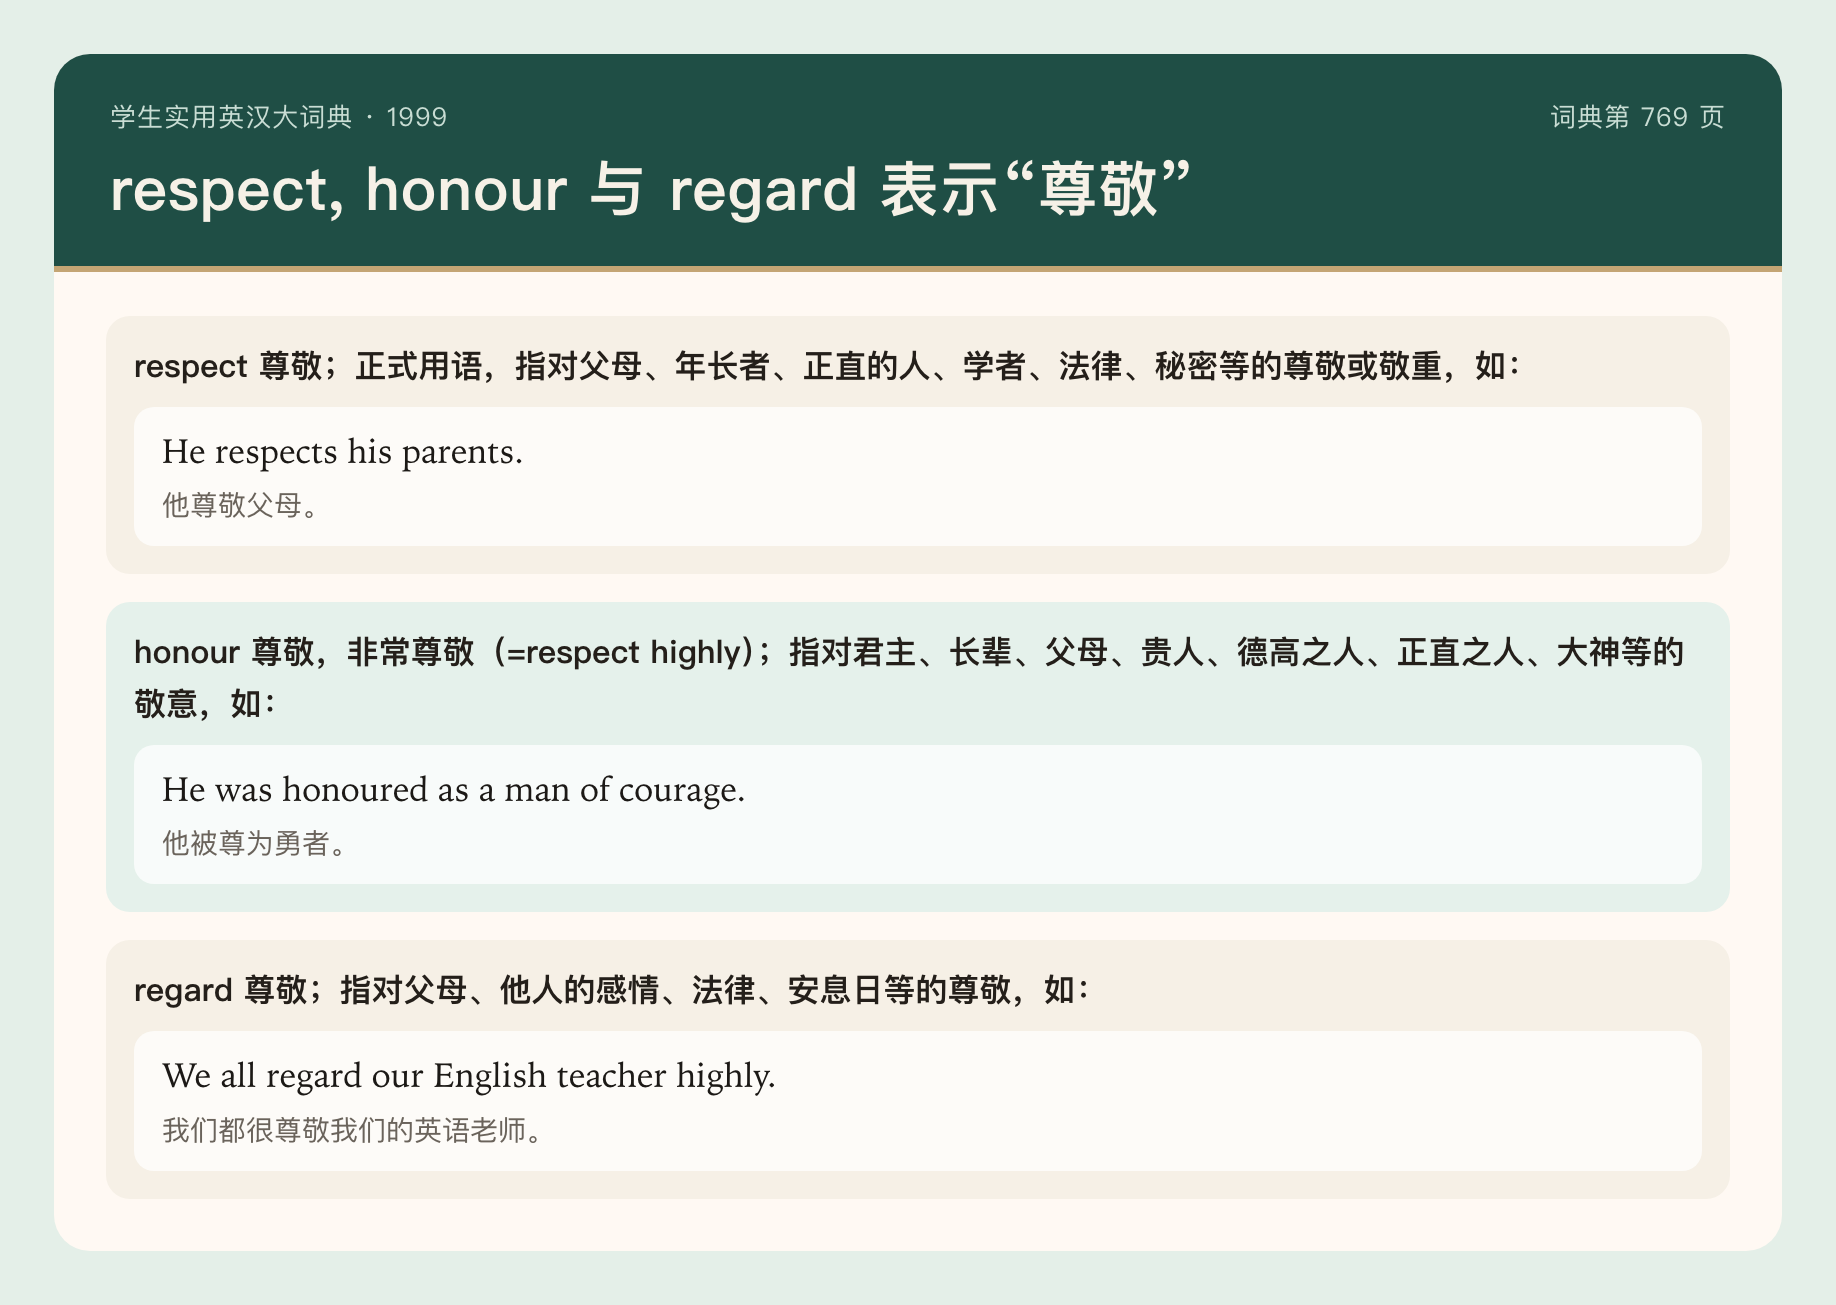 学生实用英汉大词典 · 1999
词典第 769 页
respect, honour 与 regard 表示“尊敬”
respect 尊敬；正式用语，指对父母、年长者、正直的人、学者、法律、秘密等的尊敬或敬重，如：
He respects his parents.
他尊敬父母。
honour 尊敬，非常尊敬（=respect highly）；指对君主、长辈、父母、贵人、德高之人、正直之人、大神等的
敬意，如：
He was honoured as a man of courage.
他被尊为勇者。
regard 尊敬；指对父母、他人的感情、法律、安息日等的尊敬，如：
We all regard our English teacher highly.
我们都很尊敬我们的英语老师。